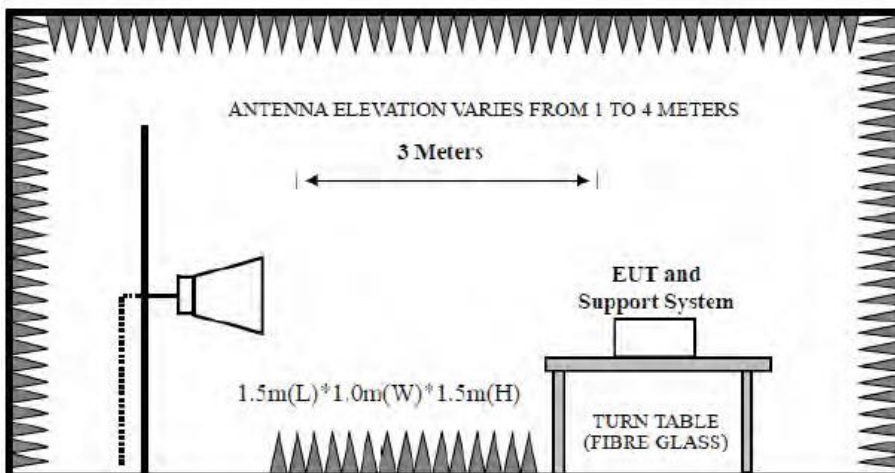 ANTENNA ELEVATION VARIES FROM 1 TO 4 METERS
3 Meters
EUT and
Support System
1.5m(L)*1.0m(W)*1.5m(H)
TURN TABLE
(FIBRE GLASS)